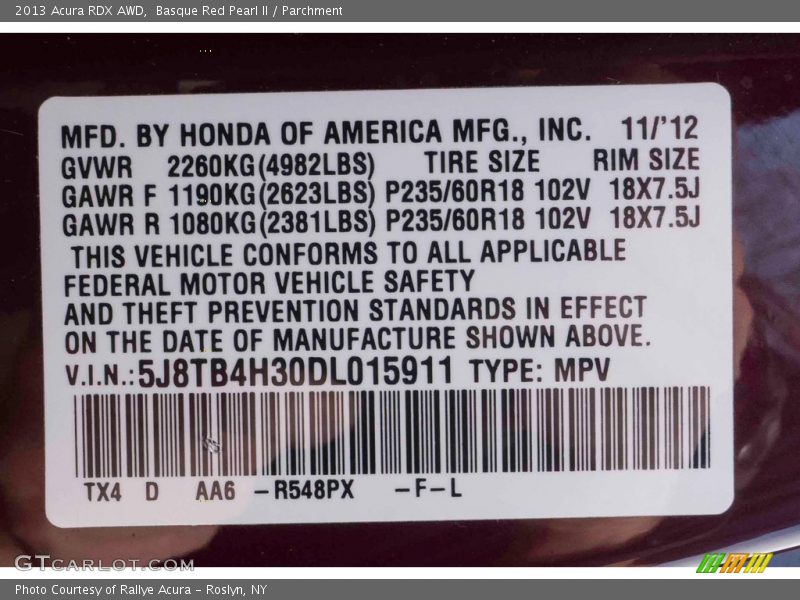 2013 Acura RDX AWD,  Basque Red Pearl II / Parchment
MFD. BY HONDA OF AMERICA MFG., INC. 11/'12
GVWR 2260KG(4982LBS) TIRE SIZE RIM SIZE
GAWR F 1190KG(2623LBS) P235/60R18 102V 18X7.5J
GAWR R 1080KG(2381LBS) P235/60R18 102V 18X7.5J
THIS VEHICLE CONFORMS TO ALL APPLICABLE
FEDERAL MOTOR VEHICLE SAFETY
AND THEFT PREVENTION STANDARDS IN EFFECT
ON THE DATE OF MANUFACTURE SHOWN ABOVE.
V.I.N.:5J8TB4H30DL015911 TYPE: MPV
TX4 D AA6 -R548PX -F-L
GTCARLOT.COM
Photo Courtesy of Rallye Acura - Roslyn, NY